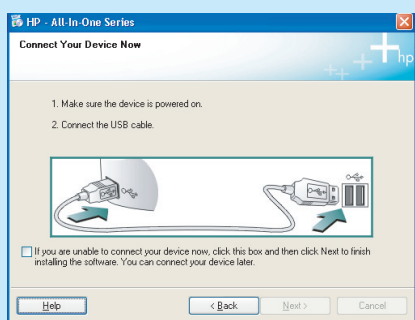 HP - All-In-One Series
Connect Your Device Now
hp
1. Make sure the device is powered on.
2. Connect the USB cable.
If you are unable to connect your device now, click this box and then click Next to finish
installing the software. You can connect your device later.
Help
< Back
Next >
Cancel